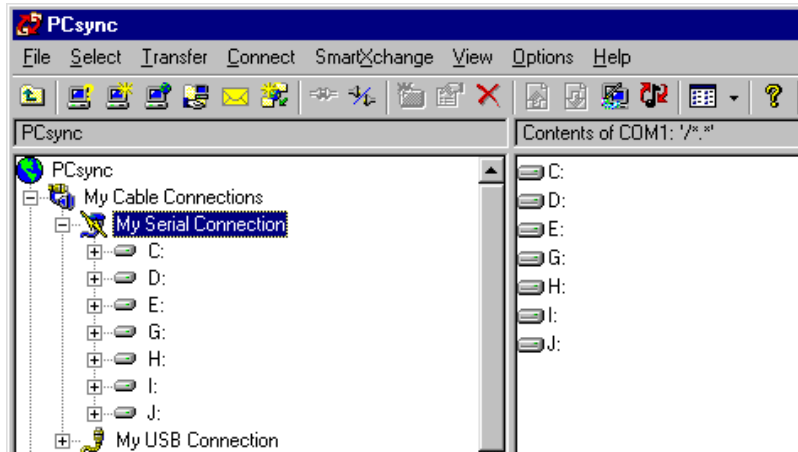 PCsync
File Select Transfer Connect SmartXchange View Options Help
PCsync Contents of COM1: '/*.*'
PCsync
My Cable Connections
My Serial Connection
C:
D:
E:
G:
H:
I:
J:
My USB Connection
C:
D:
E:
G:
H:
I:
J: